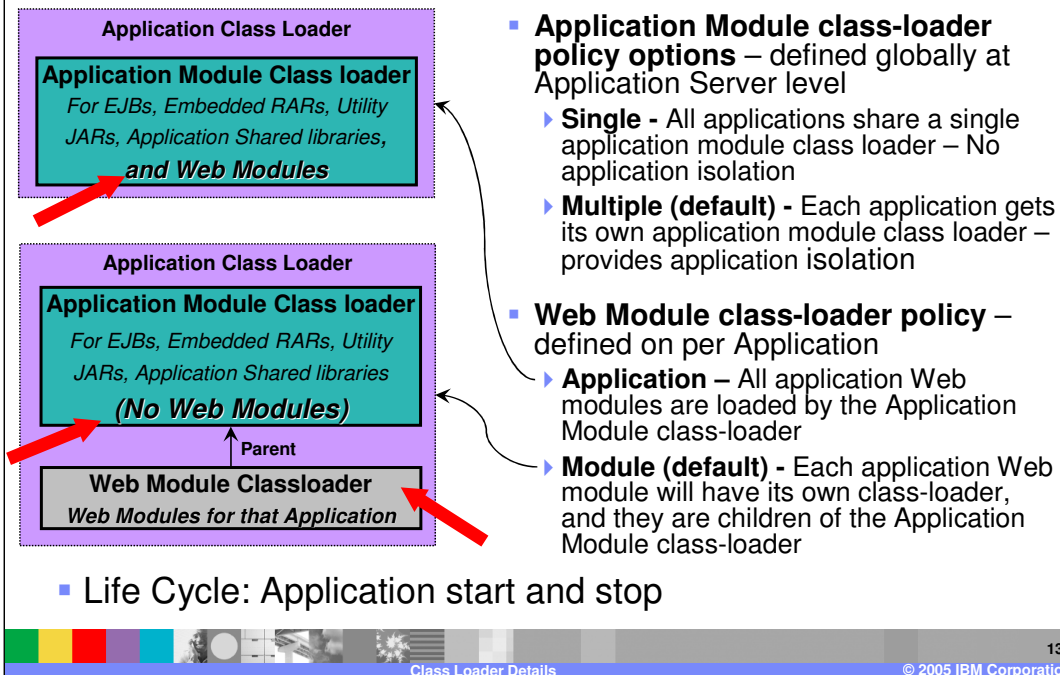 Application Class Loader
Application Module Class loader
For EJBs, Embedded RARs, Utility
JARs, Application Shared libraries,
and Web Modules
Application Class Loader
Application Module Class loader
For EJBs, Embedded RARs, Utility
JARs, Application Shared libraries
(No Web Modules)
Parent
Web Module Classloader
Web Modules for that Application
Application Module class-loader
policy options – defined globally at
Application Server level
Single - All applications share a single
application module class loader – No
application isolation
Multiple (default) - Each application gets
its own application module class loader –
provides application isolation
Web Module class-loader policy –
defined on per Application
Application – All application Web
modules are loaded by the Application
Module class-loader
Module (default) - Each application Web
module will have its own class-loader,
and they are children of the Application
Module class-loader
Life Cycle: Application start and stop
13
Class Loader Details
© 2005 IBM Corporatio